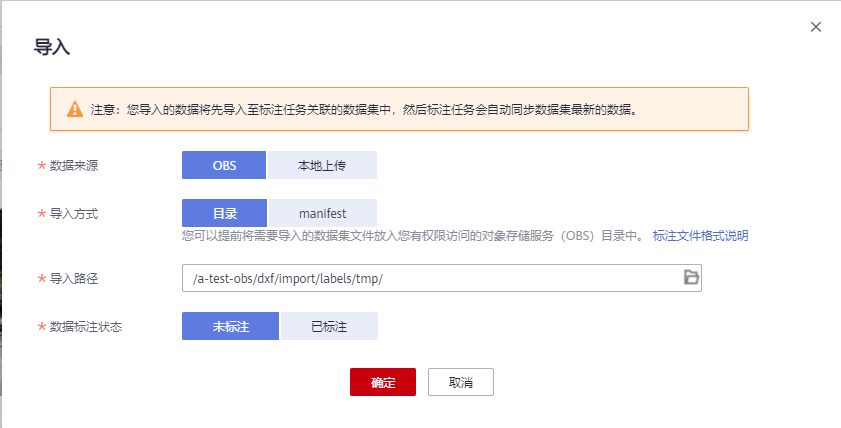 导入
注意：您导入的数据将先导入至标注任务关联的数据集中，然后标注任务会自动同步数据集最新的数据。
* 数据来源 OBS 本地上传
* 导入方式 目录 manifest
您可以提前将需要导入的数据集文件放入您有权限访问的对象存储服务（OBS）目录中。 标注文件格式说明
* 导入路径 /a-test-obs/dxf/import/labels/tmp/
* 数据标注状态 未标注 已标注
确定 取消